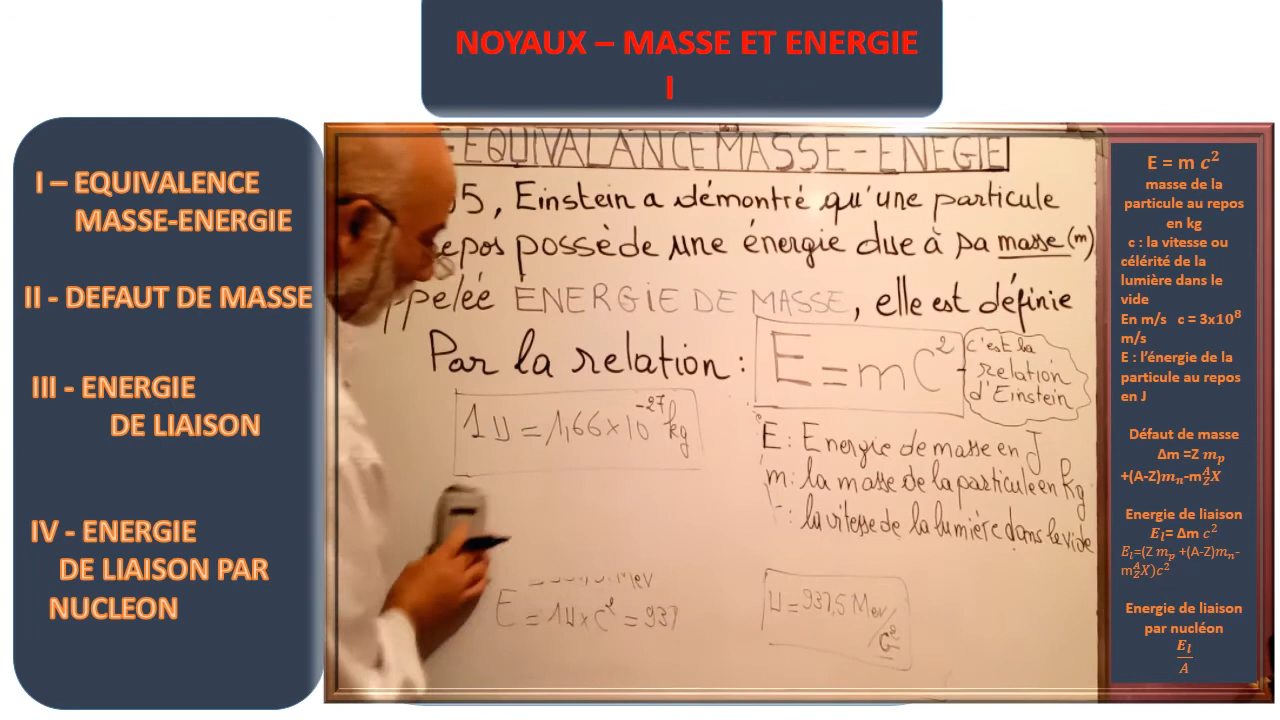 NOYAUX – MASSE ET ENERGIE
I
I – EQUIVALENCE
MASSE-ENERGIE
II - DEFAUT DE MASSE
III - ENERGIE
DE LIAISON
IV - ENERGIE
DE LIAISON PAR
NUCLEON
EQUIVALANCE MASSE - ENEGIE
5, Einstein a démontré qu'une particule
epos possède une énergie due à sa masse (m)
ppelée ENERGIE DE MASSE, elle est définie
Par la relation : E = mC²
c'est la
relation
d'Einstein
1U = 1,66 × 10⁻²⁷ kg
E : Energie de masse en J
m : la masse de la particule en Kg
: la vitesse de la lumière dans le vide
MeV
E = 1U × C² = 937
U = 937,5 Mev/C²
E = m c²
masse de la
particule au repos
en kg
c : la vitesse ou
célérité de la
lumière dans le
vide
En m/s c = 3x10⁸
m/s
E : l'énergie de la
particule au repos
en J
Défaut de masse
Δm =Z mₚ
+(A-Z)mₙ-m\frac{A}{Z}X
Energie de liaison
Eₗ= Δm c²
Eₗ=(Z mₚ +(A-Z)mₙ-
m\frac{A}{Z}X)c²
Energie de liaison
par nucléon
Eₗ
A